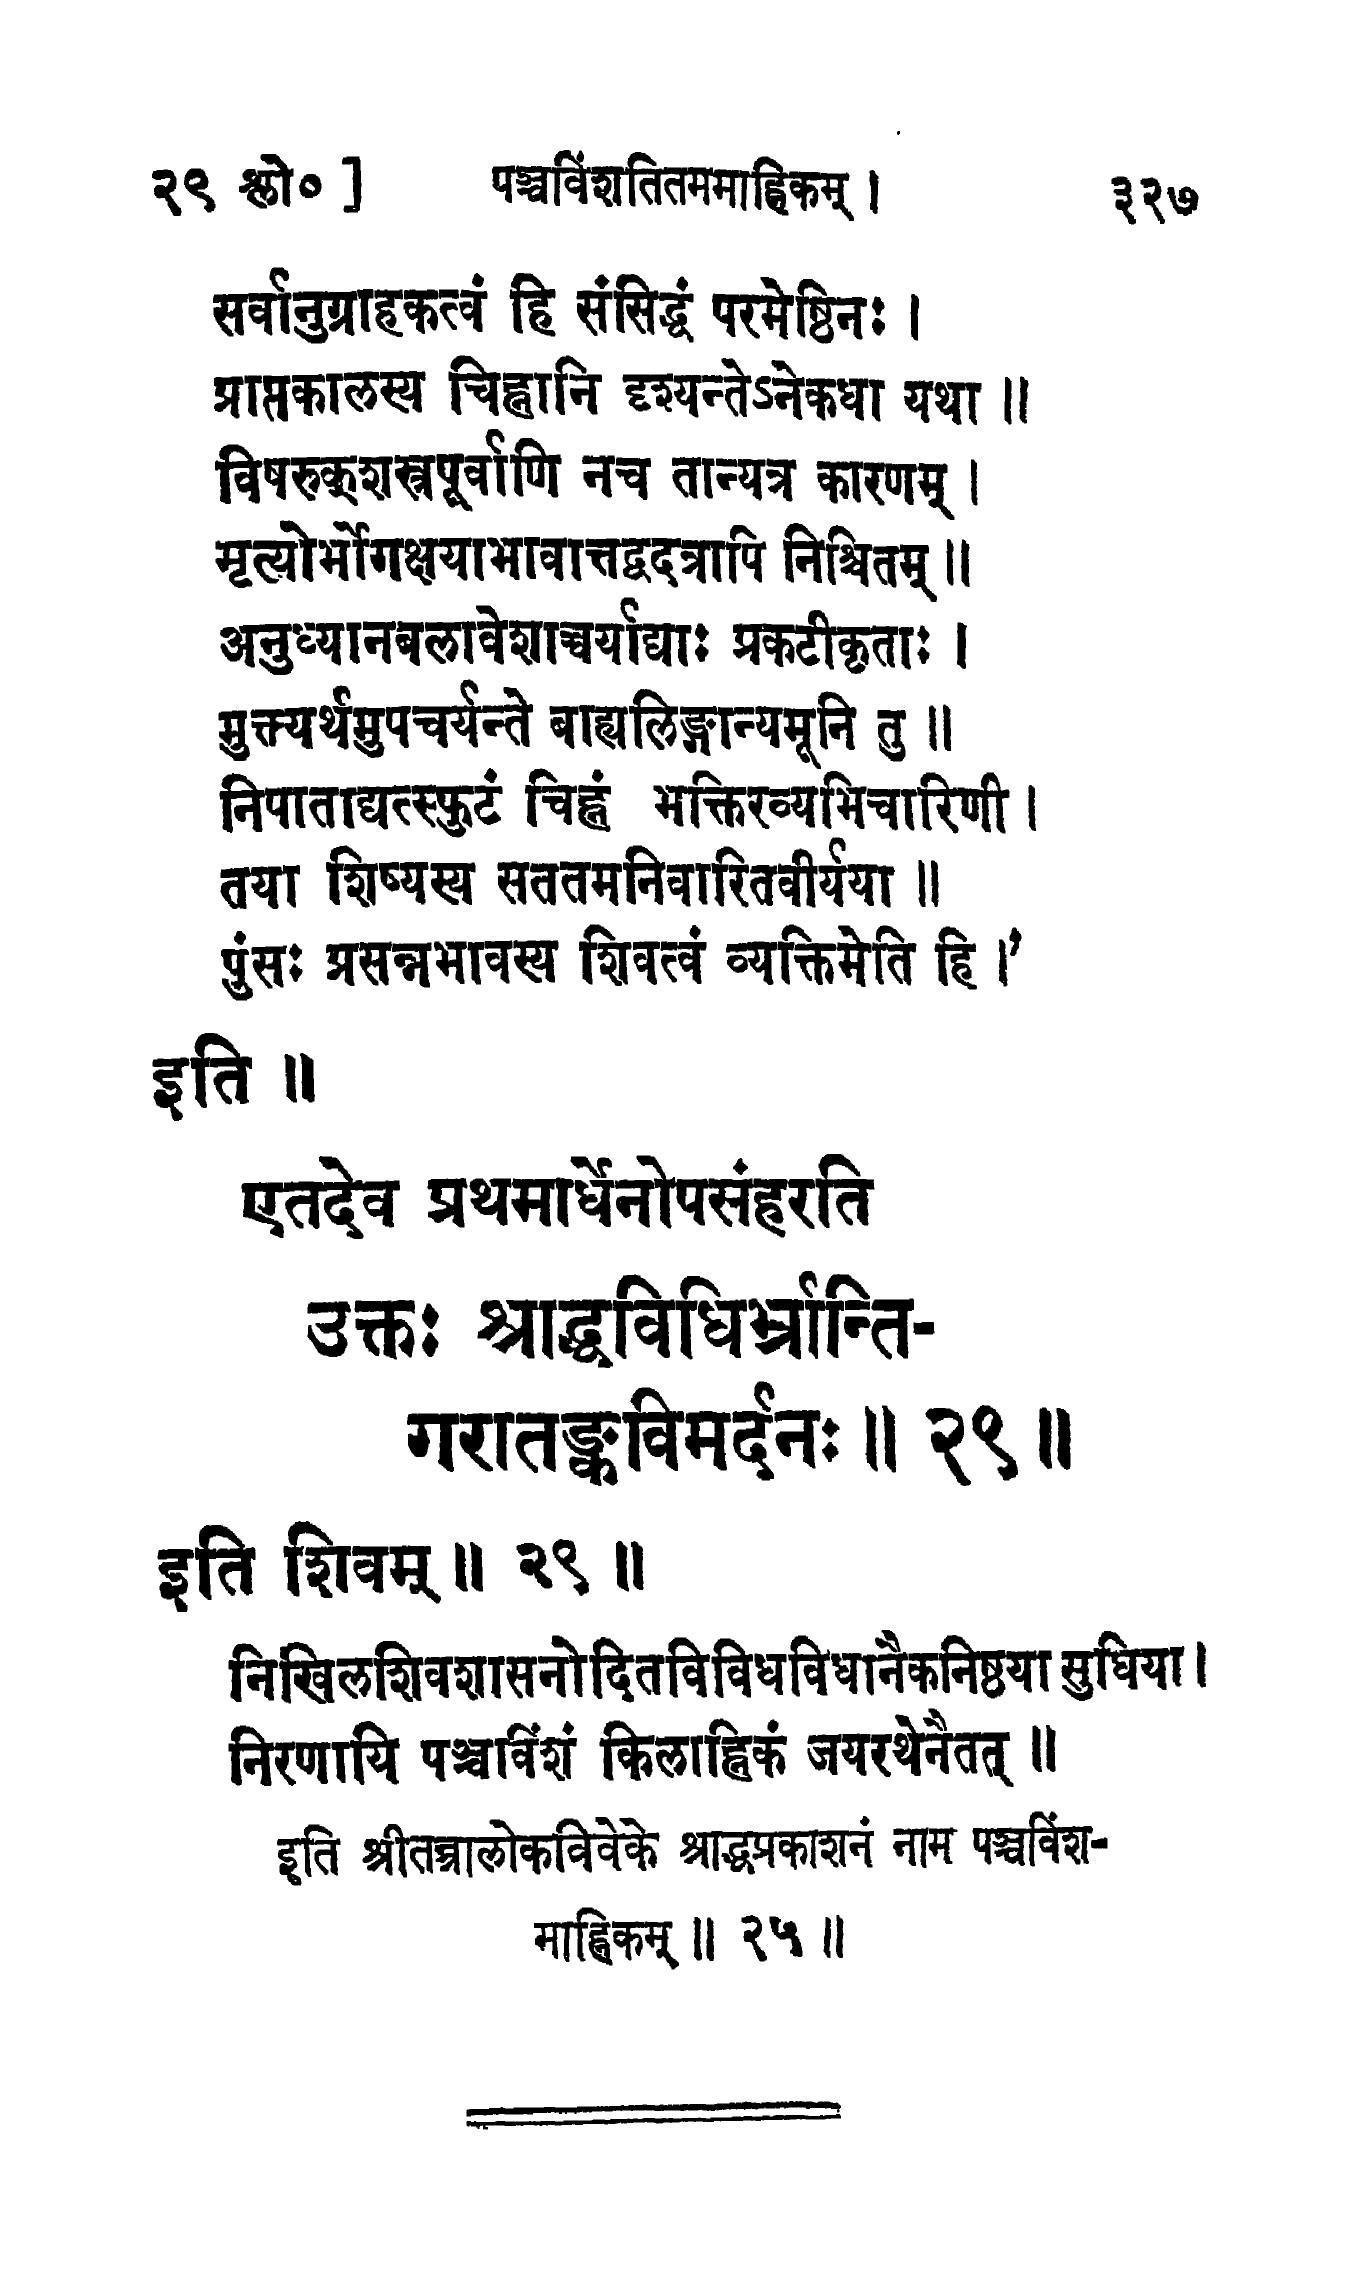 २९ श्लो० ] पञ्चविंशतितममाह्निकम् । ३२७
सर्वानुग्राहकत्वं हि संसिद्धं परमेष्ठिनः ।
प्राप्तकालस्य चिह्नानि दृश्यन्तेऽनेकधा यथा ॥
विषरुक्शस्त्रपूर्वाणि नच तान्यत्र कारणम् ।
मृत्योर्भोगक्षयाभावात्तद्वदत्रापि निश्चितम् ॥
अनुध्यानबलावेशाच्चर्याद्याः प्रकटीकृताः ।
मुक्त्यर्थमुपचर्यन्ते बाह्यलिङ्गान्यमूनि तु ॥
निपाताद्यत्स्फुटं चिह्नं भक्तिरव्यभिचारिणी ।
तया शिष्यस्य सततमनिवारितवीर्यया ॥
पुंसः प्रसन्नभावस्य शिवत्वं व्यक्तिमेति हि ।’
इति ॥
एतदेव प्रथमार्धेनोपसंहरति
उक्तः श्राद्धविधिर्भ्रान्ति-
गरातङ्कविमर्दनः ॥ २९ ॥
इति शिवम् ॥ २९ ॥
निखिलशिवशासनोदितविविधविधानैकनिष्ठया सुधिया ।
निरणायि पञ्चविंशं किलाह्निकं जयरथेनैतत् ॥
इति श्रीतन्त्रालोकविवेके श्राद्धप्रकाशनं नाम पञ्चविंश-
माह्निकम् ॥ २५ ॥